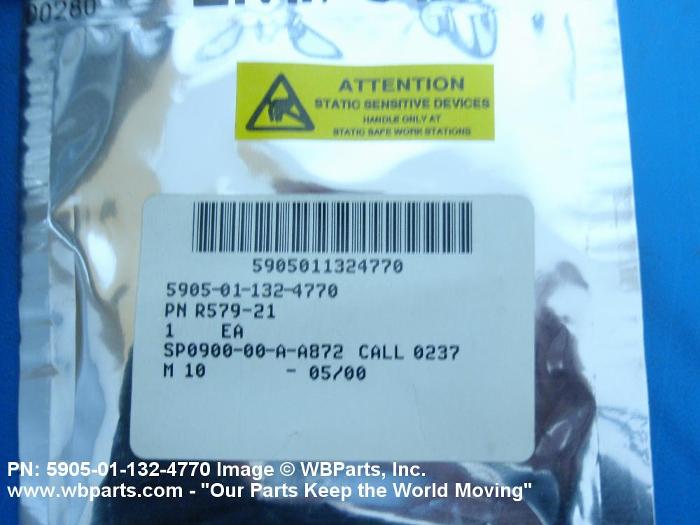 00280
ATTENTION
STATIC SENSITIVE DEVICES
HANDLE ONLY AT
STATIC SAFE WORK STATIONS
5905011324770
5905-01-132-4770
PN R579-21
1 EA
SP0900-00-A-A872 CALL 0237
M 10 - 05/00
PN: 5905-01-132-4770 Image © WBParts, Inc.
www.wbparts.com - "Our Parts Keep the World Moving"